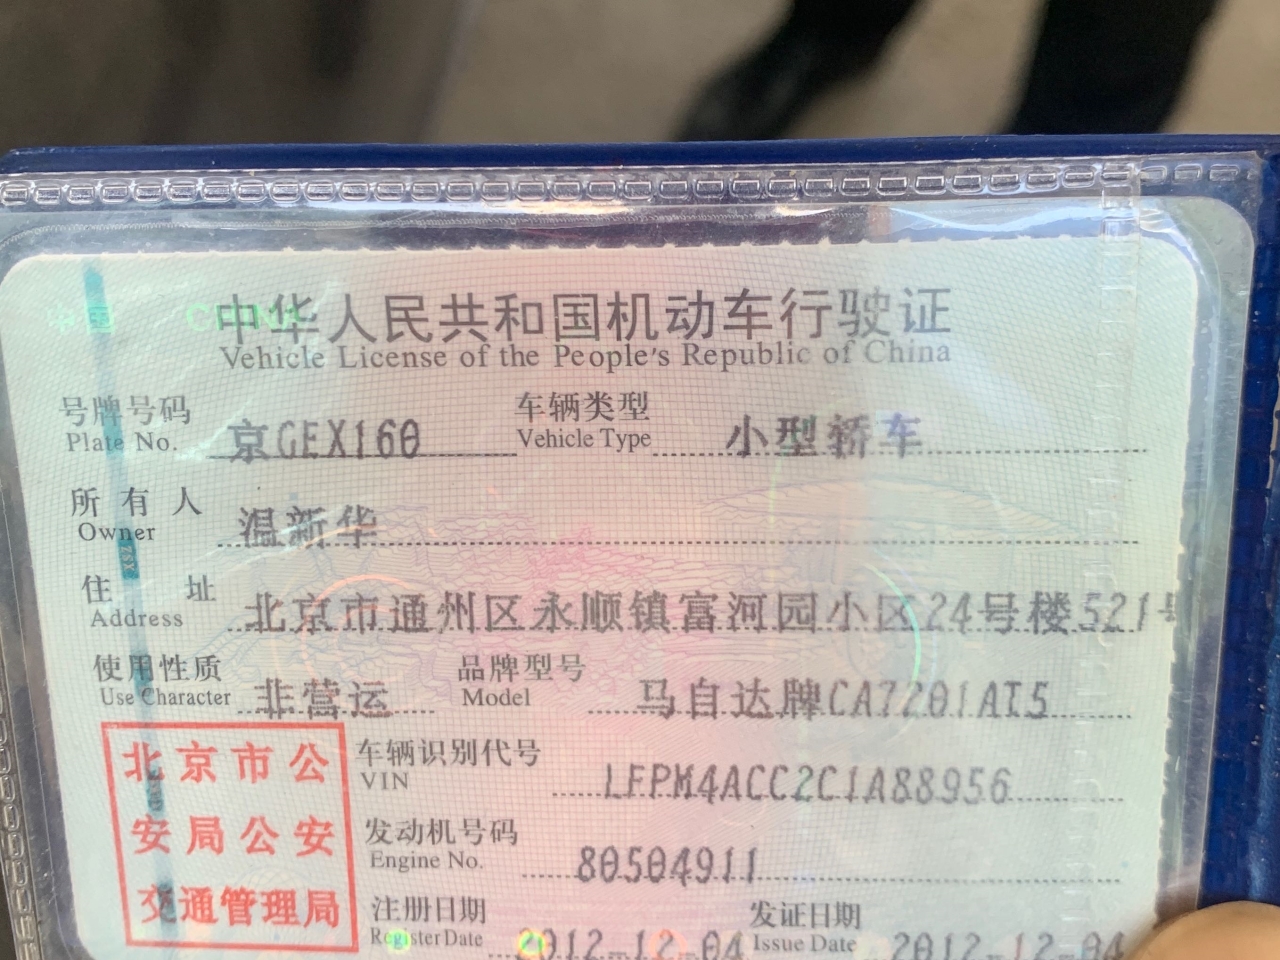 中国 CHINA
中华人民共和国机动车行驶证
Vehicle License of the People's Republic of China
号牌号码 京GEX160 车辆类型 小型轿车
Plate No. Vehicle Type
所有人 温新华
Owner
住址 北京市通州区永顺镇富河园小区24号楼521号
Address
使用性质 非营运 品牌型号 马自达牌CA7201AT5
Use Character Model
北京市公
安局公安
交通管理局
车辆识别代号 LFPM4ACC2C1A88956
VIN
发动机号码 80504911
Engine No.
注册日期 2012-12-04 发证日期 2012-12-04
Register Date Issue Date